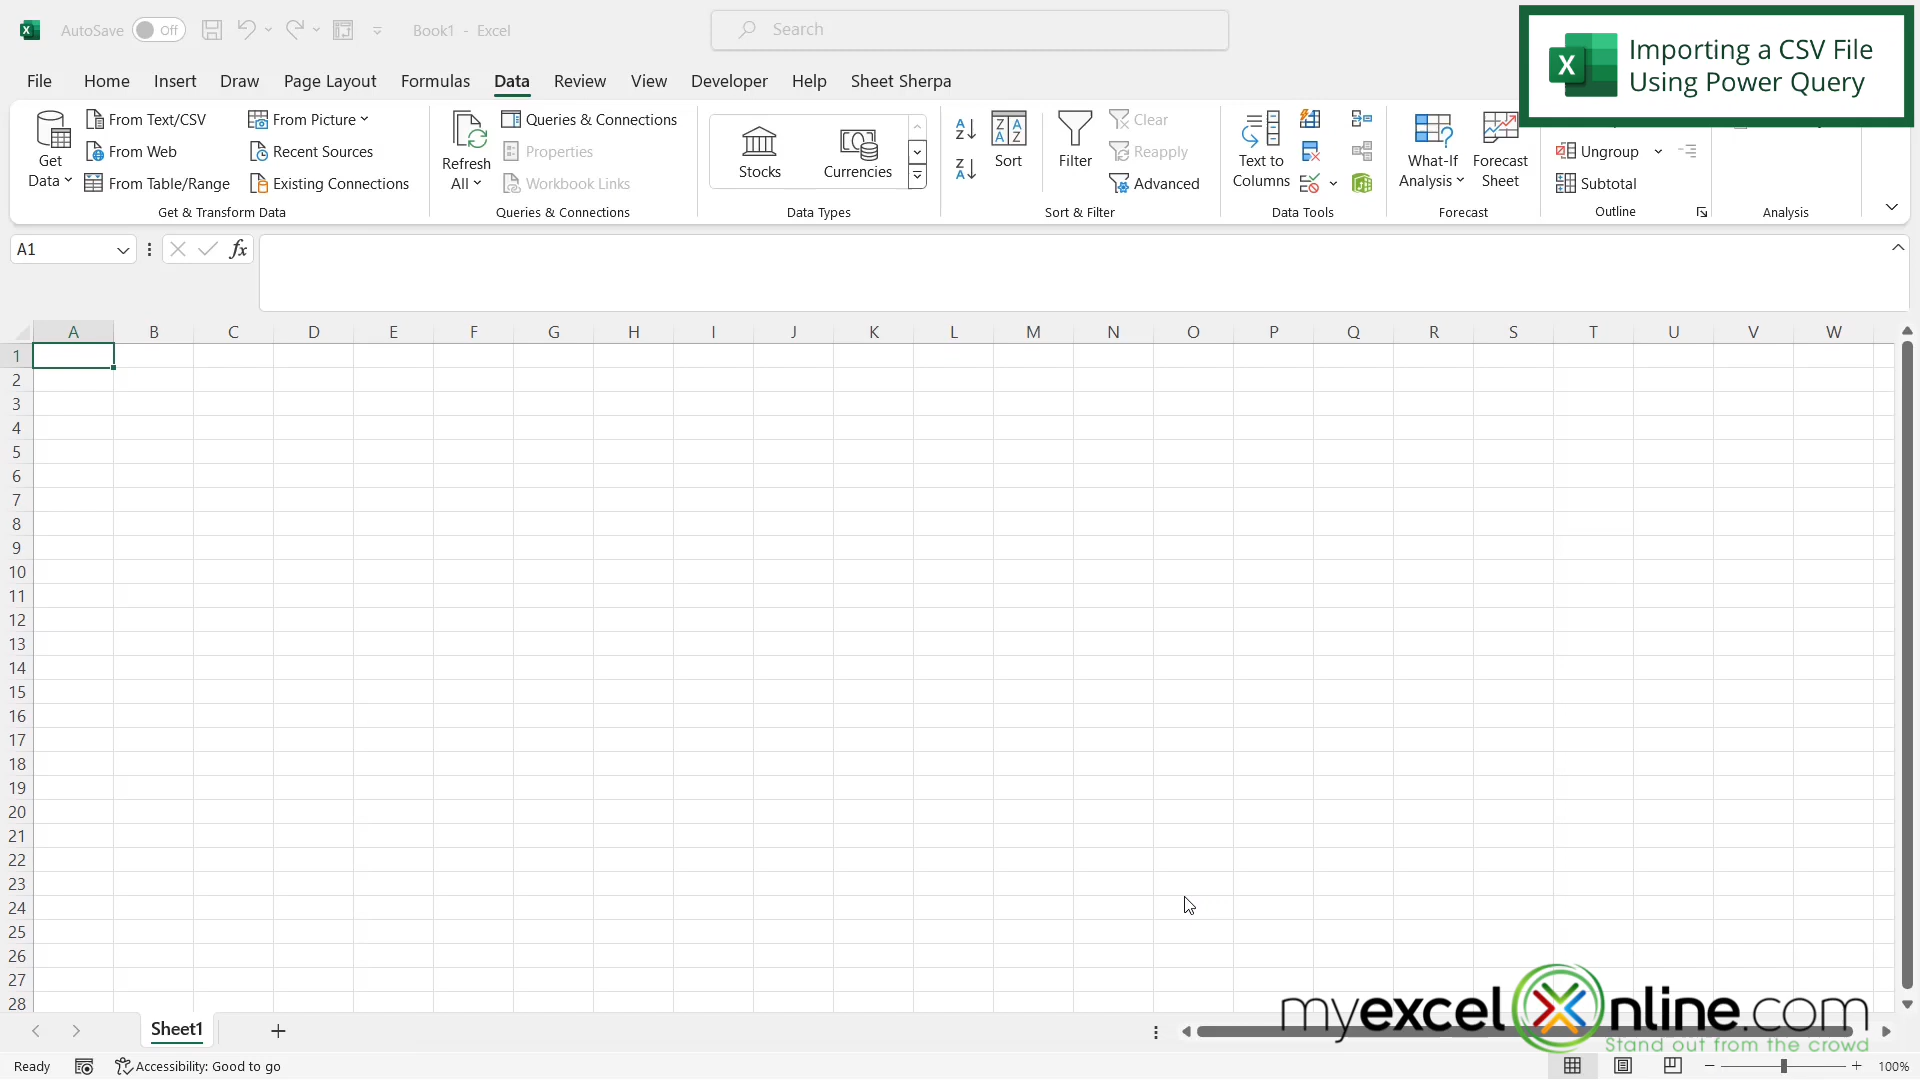 AutoSave Off Book1 - Excel Search
Importing a CSV File
Using Power Query
File Home Insert Draw Page Layout Formulas Data Review View Developer Help Sheet Sherpa
Get
Data
From Text/CSV
From Web
From Table/Range
From Picture
Recent Sources
Existing Connections
Get & Transform Data
Refresh
All
Queries & Connections
Properties
Workbook Links
Queries & Connections
Stocks
Currencies
Data Types
Sort
Filter
Clear
Reapply
Advanced
Sort & Filter
Text to
Columns
Data Tools
What-If
Analysis
Forecast
Sheet
Forecast
Ungroup
Subtotal
Outline
Analysis
A1
fx
A B C D E F G H I J K L M N O P Q R S T U V W
1
2
3
4
5
6
7
8
9
10
11
12
13
14
15
16
17
18
19
20
21
22
23
24
25
26
27
28
myexcelonline.com
Stand out from the crowd
Sheet1
Ready Accessibility: Good to go 100%